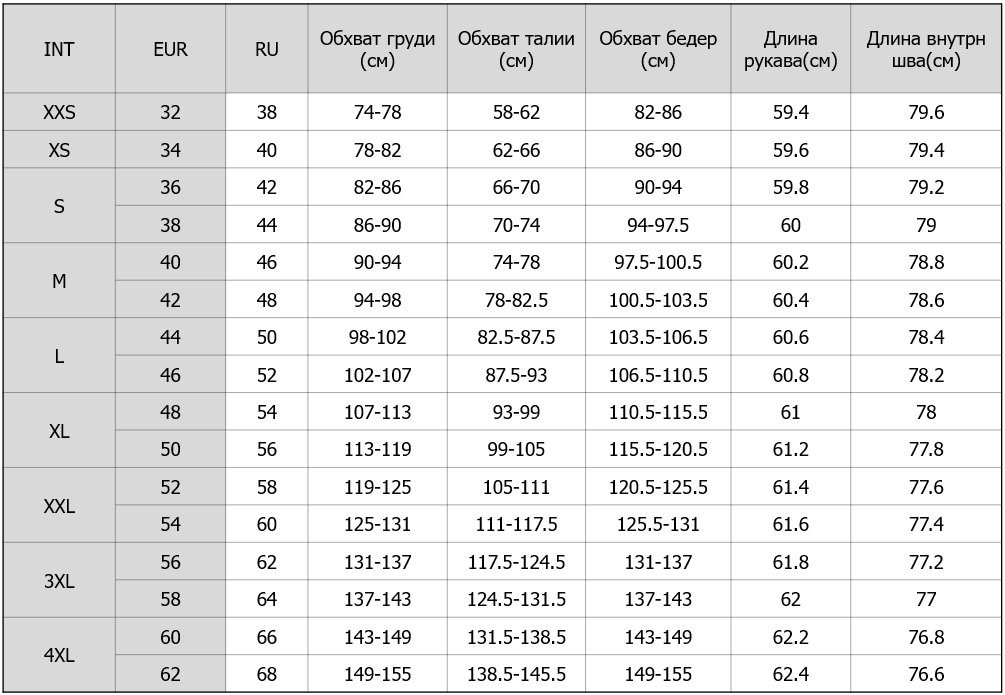 INT EUR RU Обхват груди (см) Обхват талии (см) Обхват бедер (см) Длина рукава(см) Длина внутрн шва(см)
XXS 32 38 74-78 58-62 82-86 59.4 79.6
XS 34 40 78-82 62-66 86-90 59.6 79.4
S 36 42 82-86 66-70 90-94 59.8 79.2
38 44 86-90 70-74 94-97.5 60 79
M 40 46 90-94 74-78 97.5-100.5 60.2 78.8
42 48 94-98 78-82.5 100.5-103.5 60.4 78.6
L 44 50 98-102 82.5-87.5 103.5-106.5 60.6 78.4
46 52 102-107 87.5-93 106.5-110.5 60.8 78.2
XL 48 54 107-113 93-99 110.5-115.5 61 78
50 56 113-119 99-105 115.5-120.5 61.2 77.8
XXL 52 58 119-125 105-111 120.5-125.5 61.4 77.6
54 60 125-131 111-117.5 125.5-131 61.6 77.4
3XL 56 62 131-137 117.5-124.5 131-137 61.8 77.2
58 64 137-143 124.5-131.5 137-143 62 77
4XL 60 66 143-149 131.5-138.5 143-149 62.2 76.8
62 68 149-155 138.5-145.5 149-155 62.4 76.6